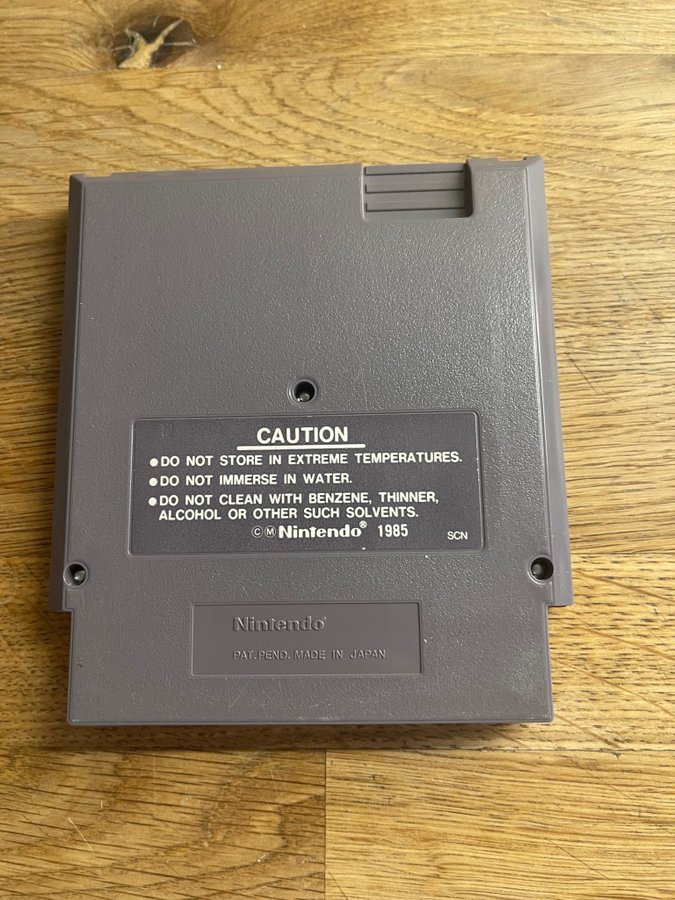 CAUTION
●DO NOT STORE IN EXTREME TEMPERATURES.
●DO NOT IMMERSE IN WATER.
●DO NOT CLEAN WITH BENZENE, THINNER,
ALCOHOL OR OTHER SUCH SOLVENTS.
©Ⓜ Nintendo® 1985 SCN
Nintendo®
PAT. PEND. MADE IN JAPAN